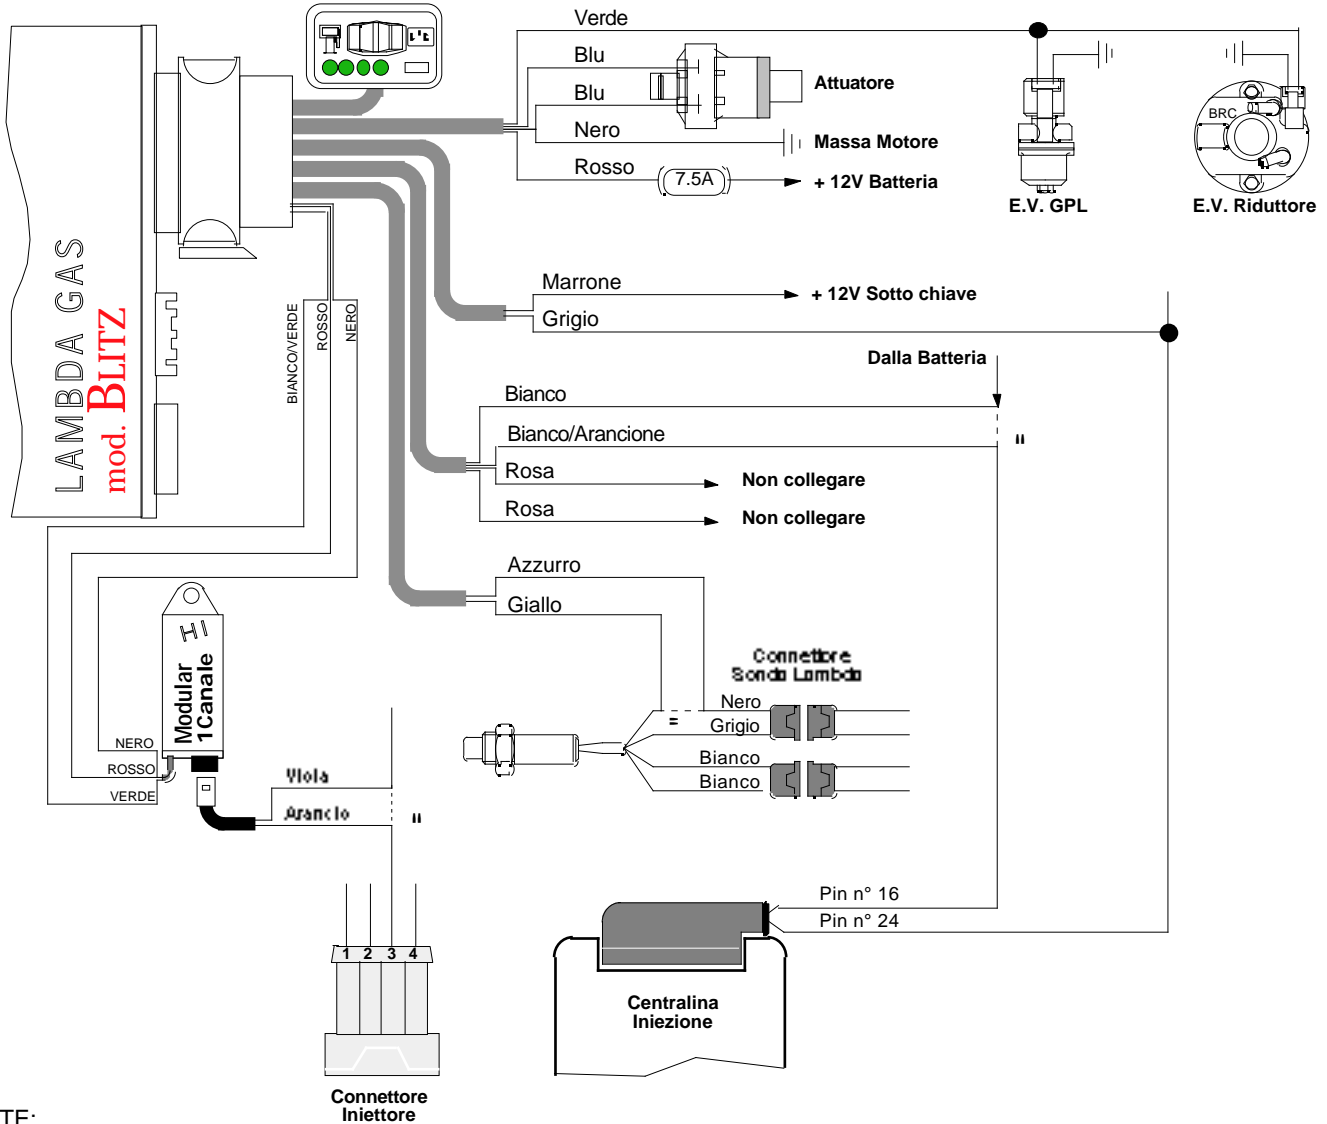 Verde
Blu
Attuatore
Blu
Nero
Massa Motore
Rosso
7.5A
+ 12V Batteria
BRC
E.V. GPL
E.V. Riduttore
LAMBDA GAS
mod. BLITZ
BIANCO/VERDE
ROSSO
NERO
Marrone
+ 12V Sotto chiave
Grigio
Dalla Batteria
Bianco
Bianco/Arancione
Rosa
Non collegare
Rosa
Non collegare
Azzurro
Giallo
Connettore
Sonda Lambda
Nero
Grigio
Bianco
Bianco
HI
Modular
1Canale
NERO
ROSSO
VERDE
Viola
Arancio
Pin n° 16
Pin n° 24
1 2 3 4
Centralina
Iniezione
Connettore
Iniettore